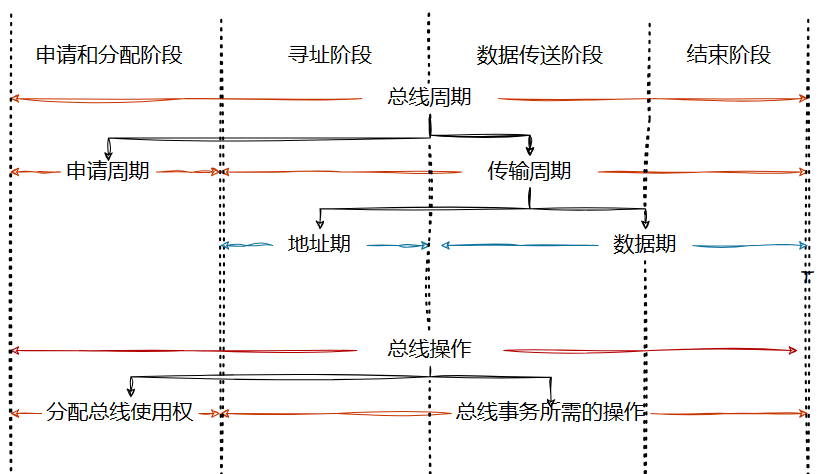 申请和分配阶段 寻址阶段 数据传送阶段 结束阶段
总线周期
申请周期 传输周期
地址期 数据期
总线操作
分配总线使用权 总线事务所需的操作